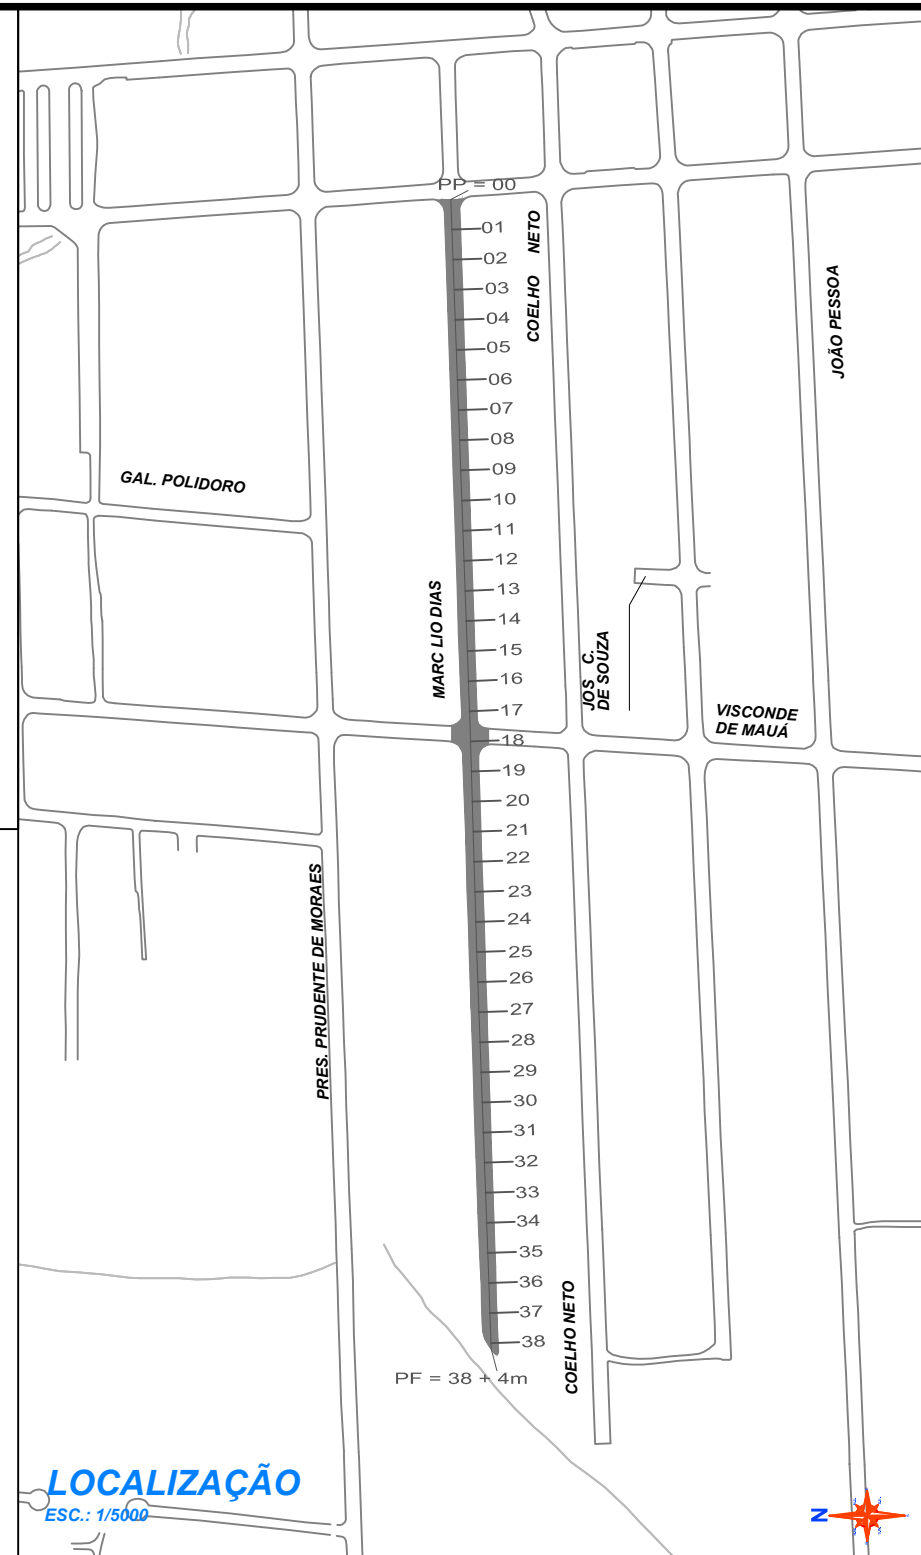 PP = 00
01
COELHO NETO
02
03
JOÃO PESSOA
04
05
06
07
08
09
GAL. POLIDORO
10
11
12
13
MARC LIO DIAS
14
JOS C.
DE SOUZA
15
16
17
VISCONDE
DE MAUÁ
18
19
20
21
22
PRES. PRUDENTE DE MORAES
23
24
25
26
27
28
29
30
31
32
33
34
35
36
COELHO NETO
37
38
PF = 38 + 4m
LOCALIZAÇÃO
ESC.: 1/5000
N